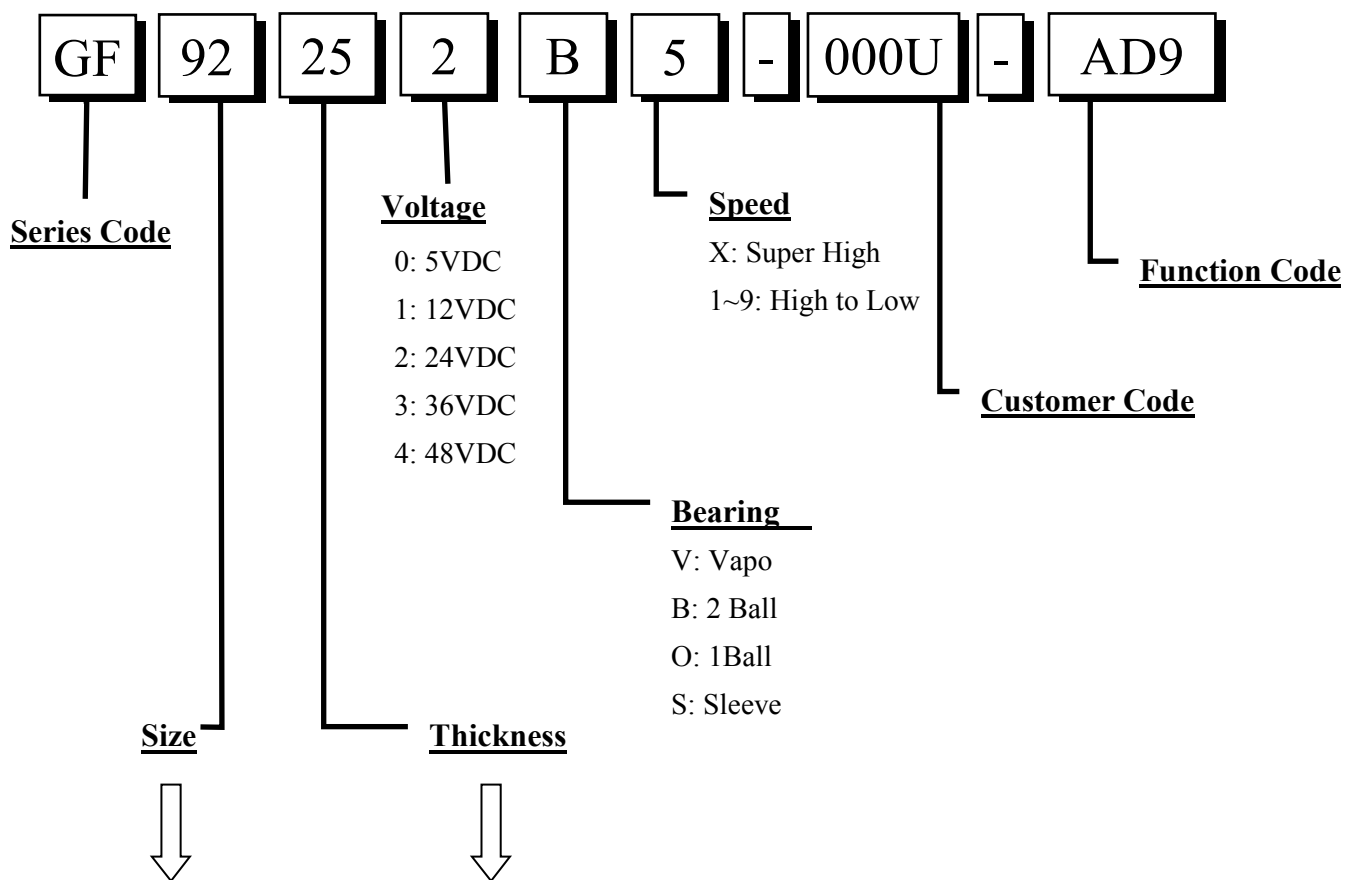 GF 92 25 2 B 5 - 000U - AD9
Series Code
Voltage
0: 5VDC
1: 12VDC
2: 24VDC
3: 36VDC
4: 48VDC
Speed
X: Super High
1~9: High to Low
Function Code
Customer Code
Bearing
V: Vapo
B: 2 Ball
O: 1Ball
S: Sleeve
Size
Thickness